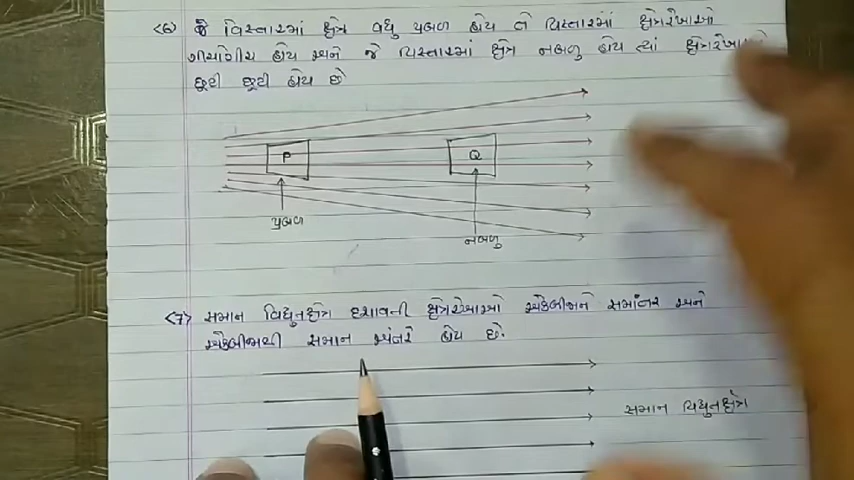 <6> જે વિસ્તારમાં ક્ષેત્ર વધુ પ્રબળ હોય તે વિસ્તારમાં ક્ષેત્રરેખાઓ
ગીચોગીચ હોય અને જે વિસ્તારમાં ક્ષેત્ર નબળુ હોય ત્યાં ક્ષેત્રરેખાઓ
છૂટી છૂટી હોય છે
P
Q
પ્રબળ
નબળુ
<7> સમાન વિદ્યુતક્ષેત્ર દર્શાવતી ક્ષેત્રરેખાઓ એકબીજાને સમાંતર અને
એકબીજાથી સમાન અંતરે હોય છે.
સમાન વિદ્યુતક્ષેત્ર